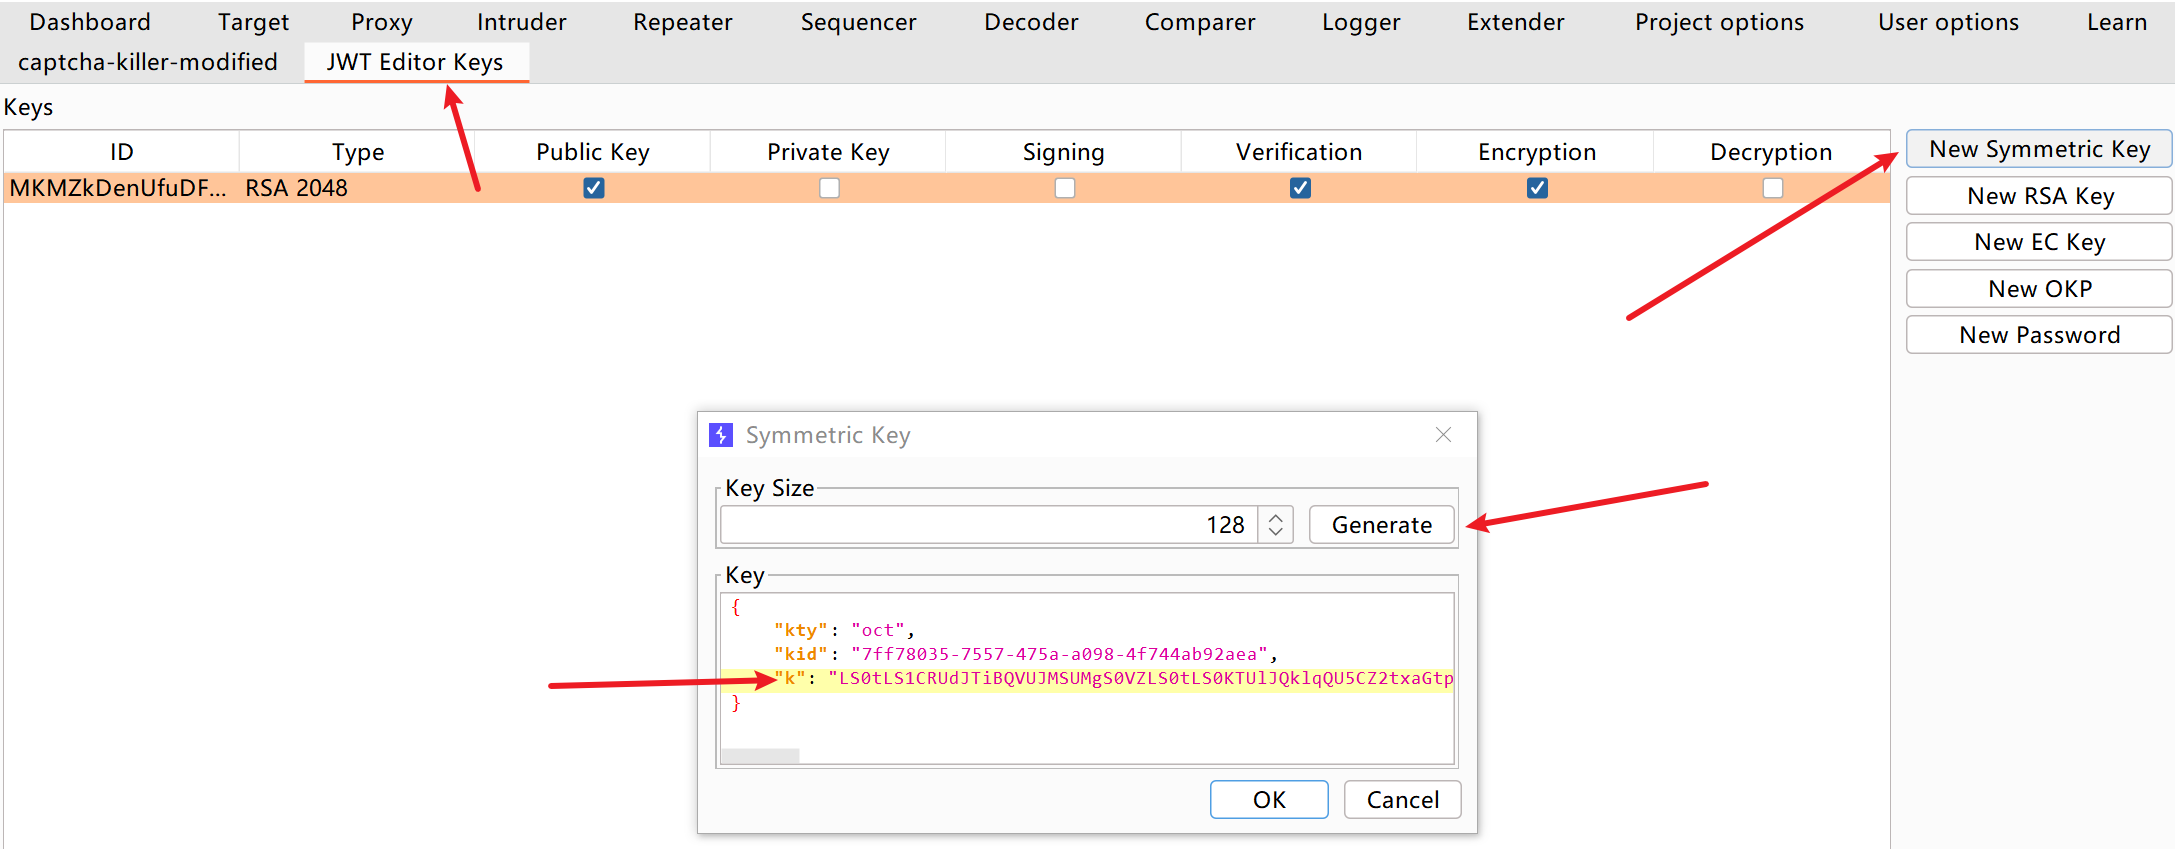 Dashboard Target Proxy Intruder Repeater Sequencer Decoder Comparer Logger Extender Project options User options Learn
captcha-killer-modified JWT Editor Keys
Keys
ID Type Public Key Private Key Signing Verification Encryption Decryption
MKMZkDenUfuDF... RSA 2048
New Symmetric Key
New RSA Key
New EC Key
New OKP
New Password
Symmetric Key
Key Size
128 Generate
Key
{
"kty": "oct",
"kid": "7ff78035-7557-475a-a098-4f744ab92aea",
"k": "LS0tLS1CRUdJTiBQVUJMSUMgS0VZLS0tLS0KTUlJQklqQU5CZ2txaGtp
}
OK Cancel